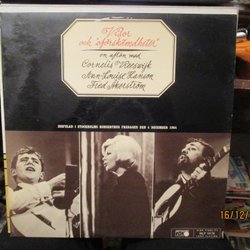 Visor
och "oförskämdheter"
en afton med
Cornelis Vreeswijk
Ann-Louise Hanson
Fred Åkerström
INSPELAD I STOCKHOLMS KONSERTHUS FREDAGEN DEN 4 DECEMBER 1964
16/12